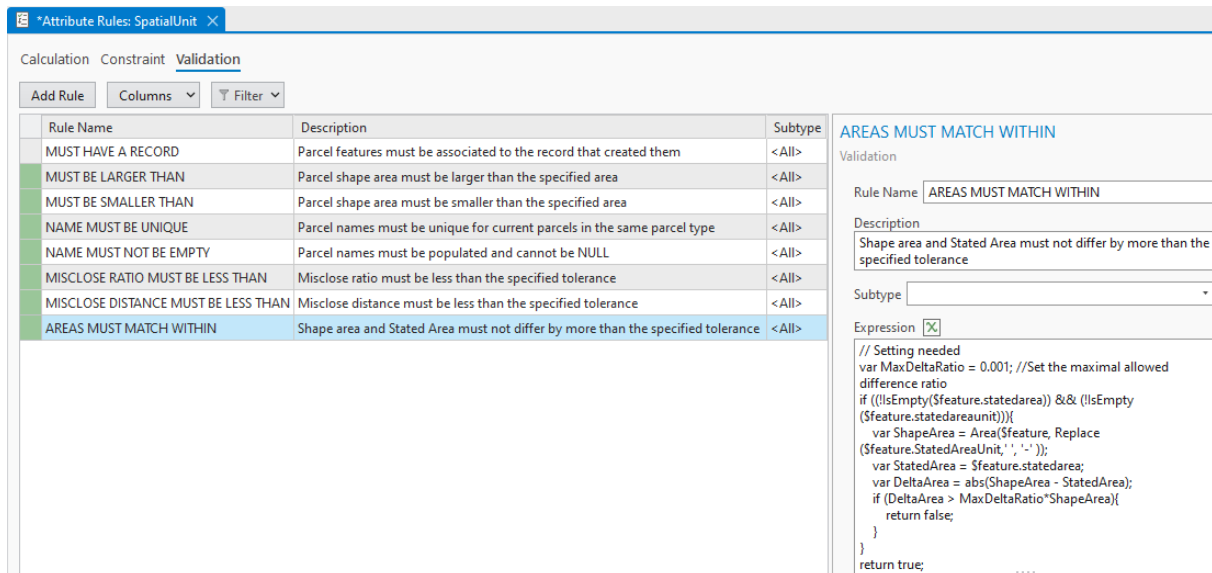 *Attribute Rules: SpatialUnit
Calculation Constraint Validation
Add Rule Columns Filter
Rule Name Description Subtype
MUST HAVE A RECORD Parcel features must be associated to the record that created them <All>
MUST BE LARGER THAN Parcel shape area must be larger than the specified area <All>
MUST BE SMALLER THAN Parcel shape area must be smaller than the specified area <All>
NAME MUST BE UNIQUE Parcel names must be unique for current parcels in the same parcel type <All>
NAME MUST NOT BE EMPTY Parcel names must be populated and cannot be NULL <All>
MISCLOSE RATIO MUST BE LESS THAN Misclose ratio must be less than the specified tolerance <All>
MISCLOSE DISTANCE MUST BE LESS THAN Misclose distance must be less than the specified tolerance <All>
AREAS MUST MATCH WITHIN Shape area and Stated Area must not differ by more than the specified tolerance <All>
AREAS MUST MATCH WITHIN
Validation
Rule Name AREAS MUST MATCH WITHIN
Description
Shape area and Stated Area must not differ by more than the
specified tolerance
Subtype
Expression
// Setting needed
var MaxDeltaRatio = 0.001; //Set the maximal allowed
difference ratio
if ((!IsEmpty($feature.statedarea)) && (!IsEmpty
($feature.statedareaunit))){
var ShapeArea = Area($feature, Replace
($feature.StatedAreaUnit,' ', '-' ));
var StatedArea = $feature.statedarea;
var DeltaArea = abs(ShapeArea - StatedArea);
if (DeltaArea > MaxDeltaRatio*ShapeArea){
return false;
}
}
return true;